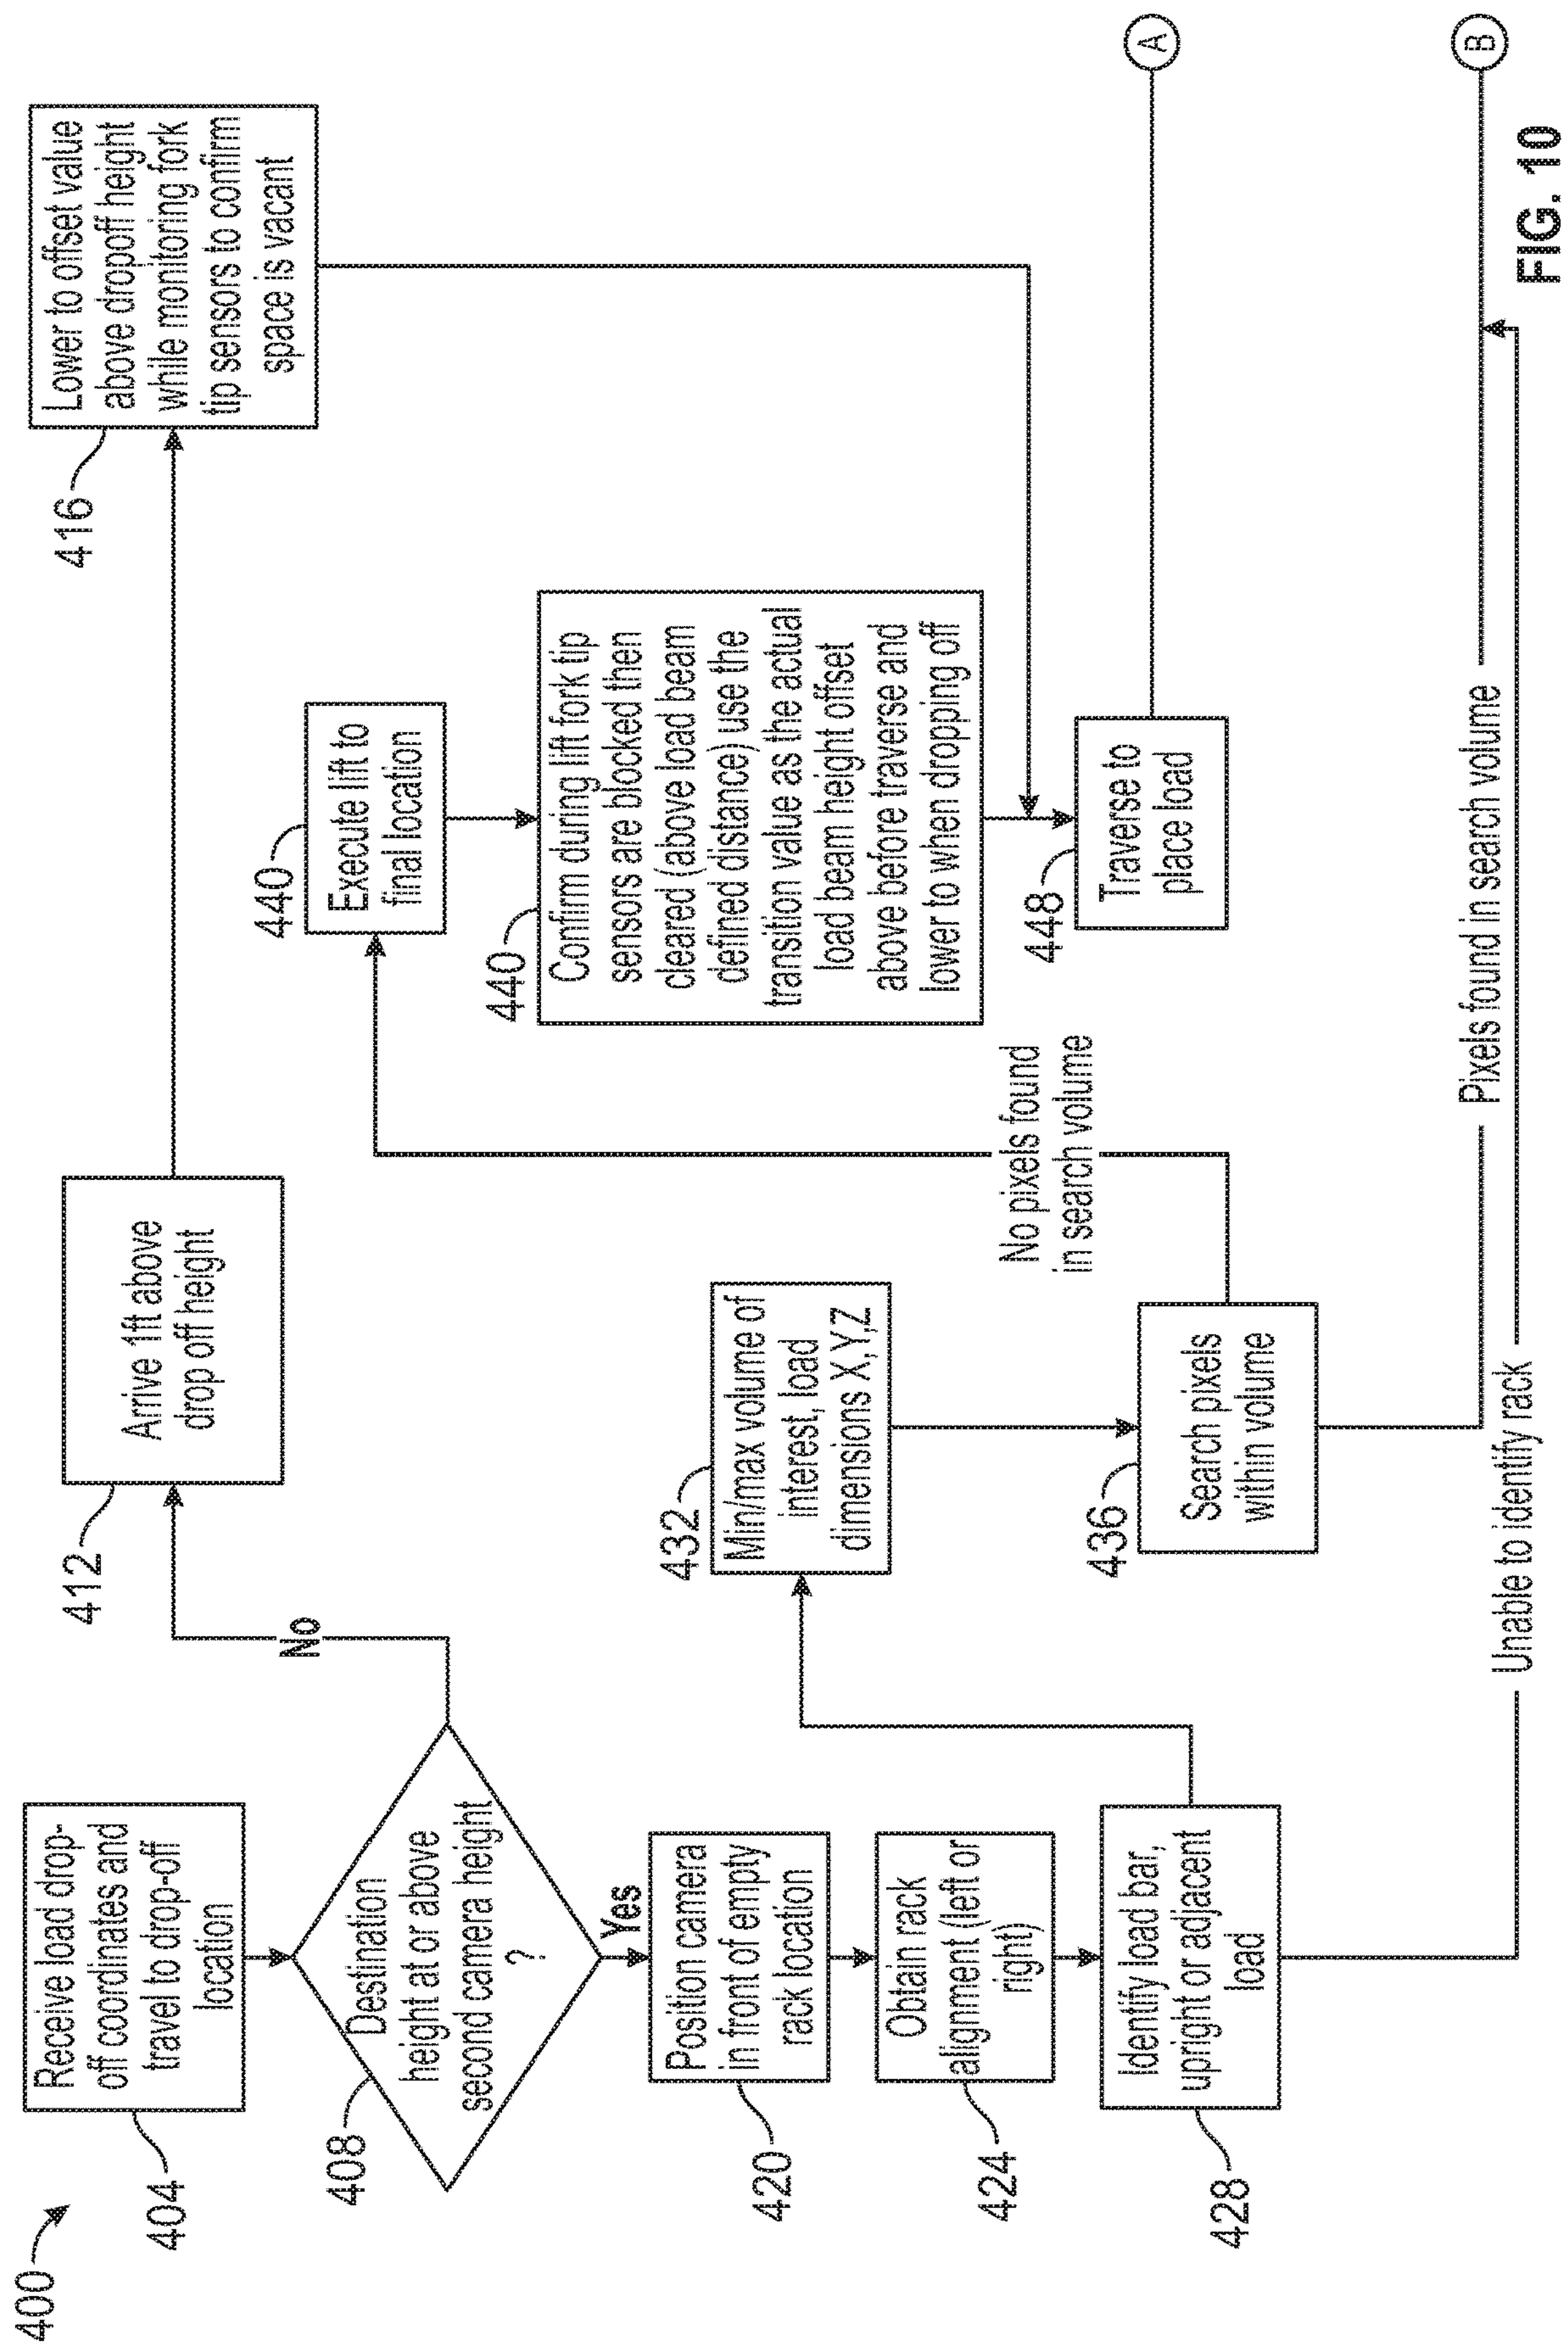 400
404
Receive load drop-
off coordinates and
travel to drop-off
location
408
Destination
height at or above
second camera height
?
No
Yes
412
Arrive 1ft above
drop off height
416
Lower to offset value
above dropoff height
while monitoring fork
tip sensors to confirm
space is vacant
420
Position camera
in front of empty
rack location
424
Obtain rack
alignment (left or
right)
428
Identify load bar,
upright or adjacent
load
432
Min/max volume of
interest, load
dimensions X,Y,Z
436
Search pixels
within volume
No pixels found
in search volume
440
Execute lift to
final location
440
Confirm during lift fork tip
sensors are blocked then
cleared (above load beam
defined distance) use the
transition value as the actual
load beam height offset
above before traverse and
lower to when dropping off
448
Traverse to
place load
A
Pixels found in search volume
B
Unable to identify rack
FIG. 10